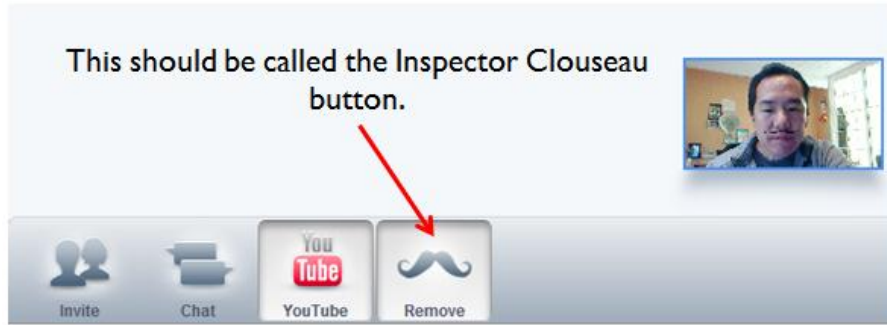 This should be called the Inspector Clouseau
button.
You
Tube
Invite Chat YouTube Remove